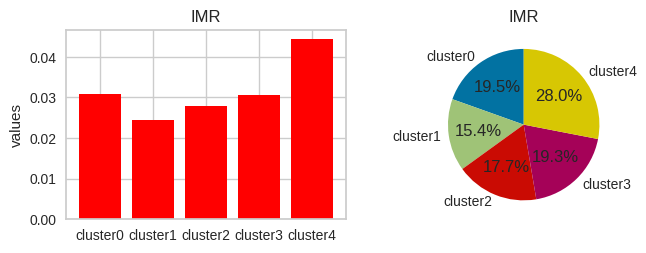 IMR
values
0.04
0.03
0.02
0.01
0.00
cluster0 cluster1 cluster2 cluster3 cluster4
IMR
cluster0
19.5%
cluster1
15.4%
cluster2
17.7%
cluster3
19.3%
cluster4
28.0%